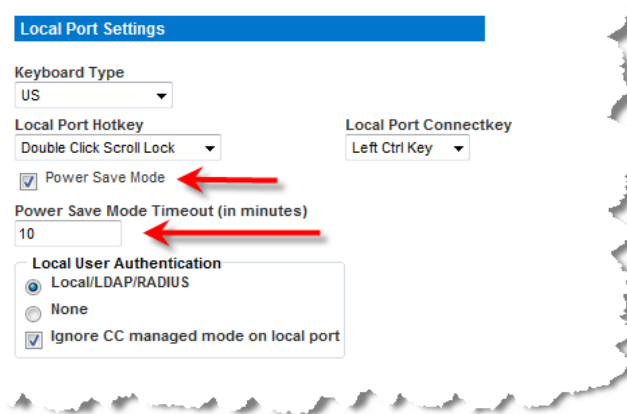 Local Port Settings
Keyboard Type
US
Local Port Hotkey
Local Port Connectkey
Double Click Scroll Lock
Left Ctrl Key
Power Save Mode
Power Save Mode Timeout (in minutes)
10
Local User Authentication
Local/LDAP/RADIUS
None
Ignore CC managed mode on local port